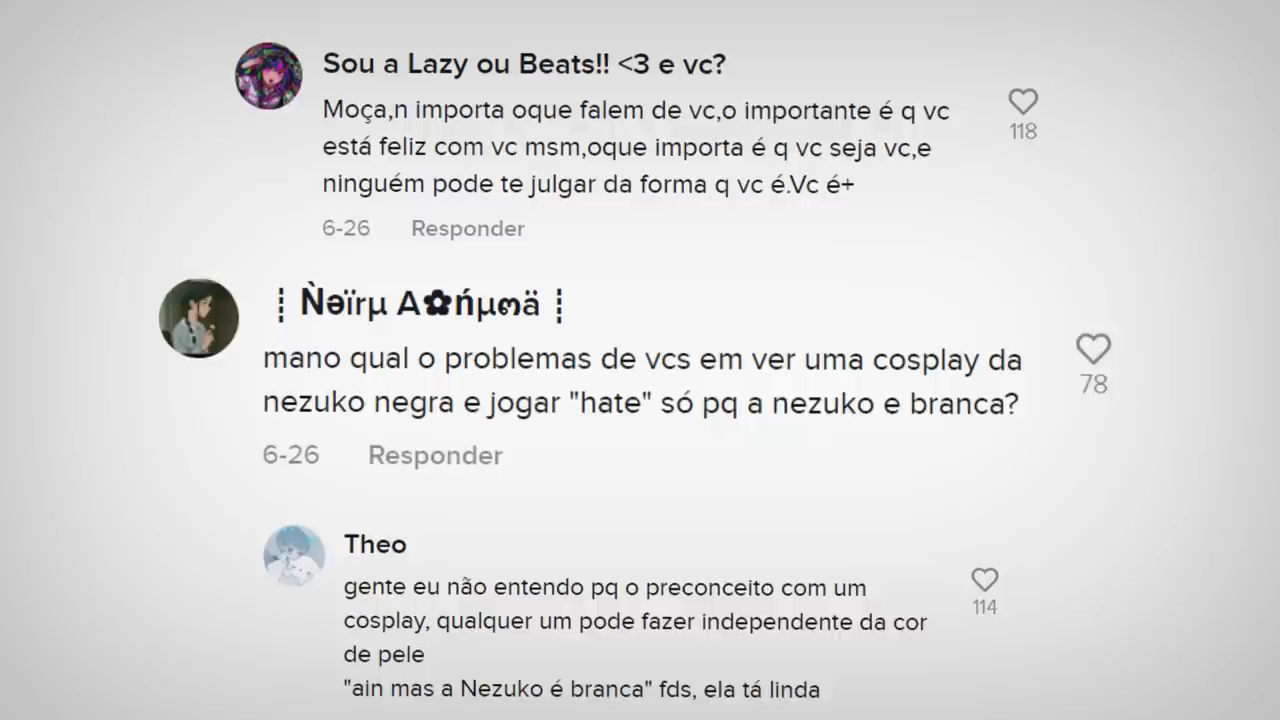 Sou a Lazy ou Beats!! <3 e vc?
Moça,n importa oque falem de vc,o importante é q vc
está feliz com vc msm,oque importa é q vc seja vc,e
ninguém pode te julgar da forma q vc é.Vc é+
118
6-26 Responder
┊ Ǹəïrµ A✿ńµღä ┊
mano qual o problemas de vcs em ver uma cosplay da
nezuko negra e jogar "hate" só pq a nezuko e branca?
78
6-26 Responder
Theo
gente eu não entendo pq o preconceito com um
cosplay, qualquer um pode fazer independente da cor
de pele
"ain mas a Nezuko é branca" fds, ela tá linda
114